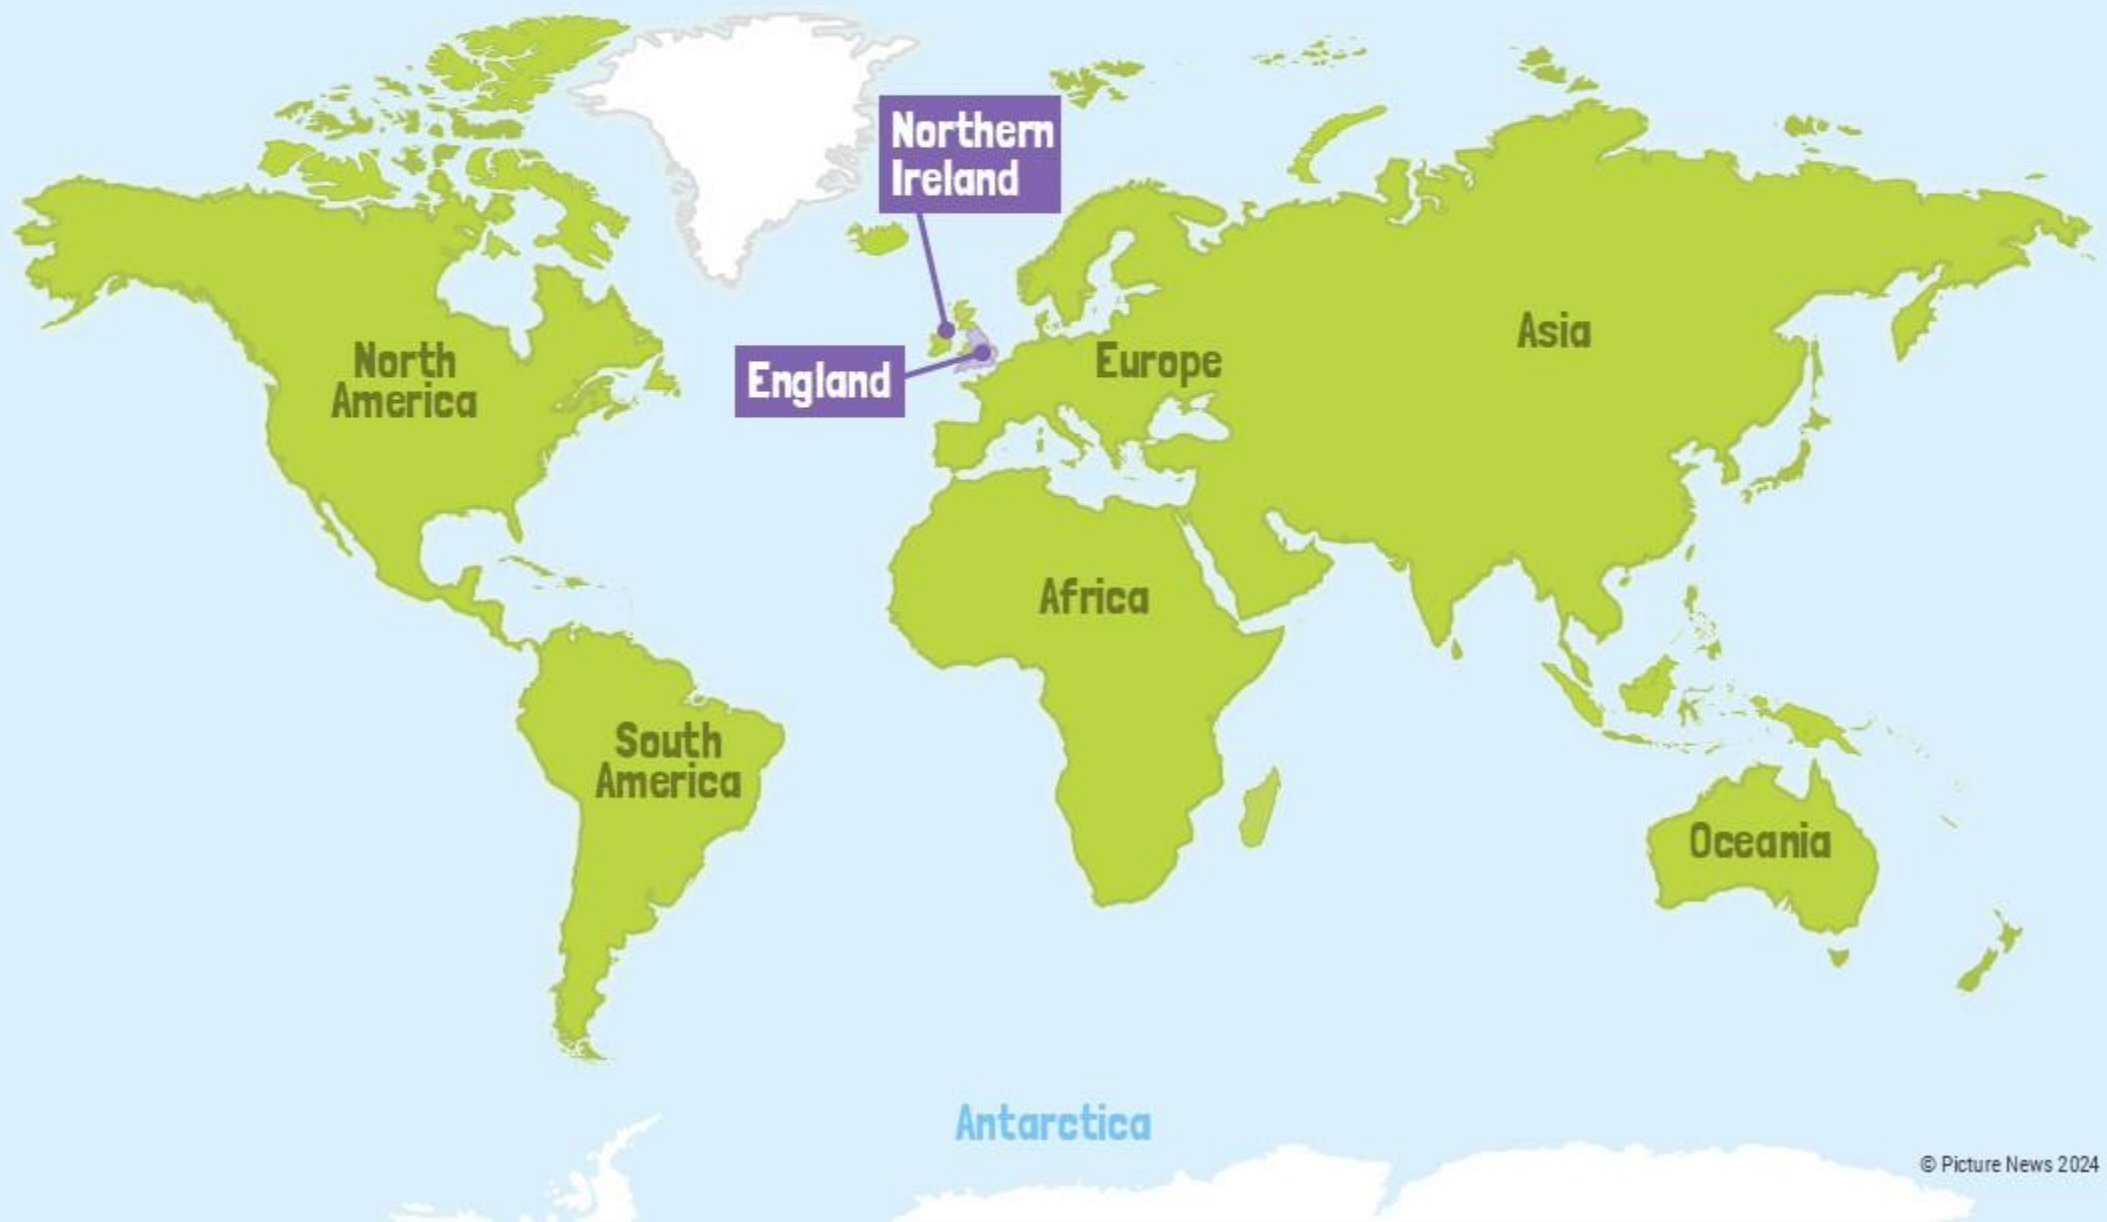 Northern
Ireland
England
North
America
Europe
Asia
Africa
South
America
Oceania
Antarctica
© Picture News 2024